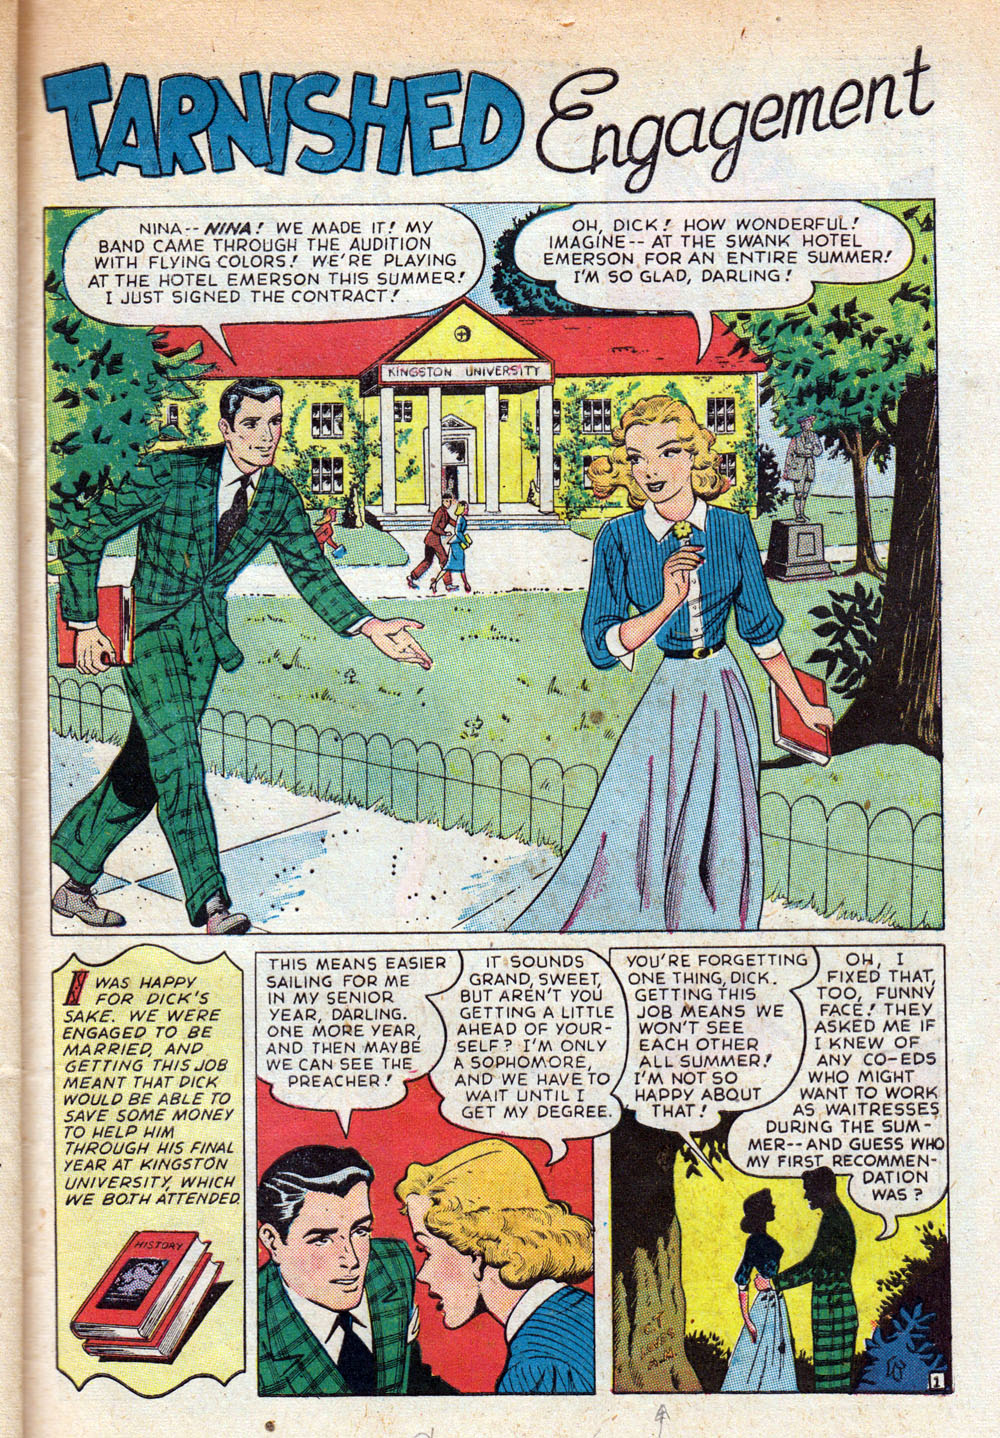 TARNISHED Engagement
NINA-- NINA! WE MADE IT! MY
BAND CAME THROUGH THE AUDITION
WITH FLYING COLORS! WE'RE PLAYING
AT THE HOTEL EMERSON THIS SUMMER!
I JUST SIGNED THE CONTRACT!
OH, DICK! HOW WONDERFUL!
IMAGINE-- AT THE SWANK HOTEL
EMERSON FOR AN ENTIRE SUMMER!
I'M SO GLAD, DARLING!
KINGSTON UNIVERSITY
I WAS HAPPY
FOR DICK'S
SAKE. WE WERE
ENGAGED TO BE
MARRIED, AND
GETTING THIS JOB
MEANT THAT DICK
WOULD BE ABLE TO
SAVE SOME MONEY
TO HELP HIM
THROUGH HIS FINAL
YEAR AT KINGSTON
UNIVERSITY, WHICH
WE BOTH ATTENDED.
HISTORY
THIS MEANS EASIER
SAILING FOR ME
IN MY SENIOR
YEAR, DARLING.
ONE MORE YEAR,
AND THEN MAYBE
WE CAN SEE THE
PREACHER!
IT SOUNDS
GRAND, SWEET,
BUT AREN'T YOU
GETTING A LITTLE
AHEAD OF YOUR-
SELF? I'M ONLY
A SOPHOMORE,
AND WE HAVE TO
WAIT UNTIL I
GET MY DEGREE.
YOU'RE FORGETTING
ONE THING, DICK.
GETTING THIS
JOB MEANS WE
WON'T SEE
EACH OTHER
ALL SUMMER!
I'M NOT SO
HAPPY ABOUT
THAT!
OH, I
FIXED THAT,
TOO, FUNNY
FACE! THEY
ASKED ME IF
I KNEW OF
ANY CO-EDS
WHO MIGHT
WANT TO WORK
AS WAITRESSES
DURING THE SUM-
MER-- AND GUESS WHO
MY FIRST RECOMMEN-
DATION
WAS?
C.T.
LOVES
1